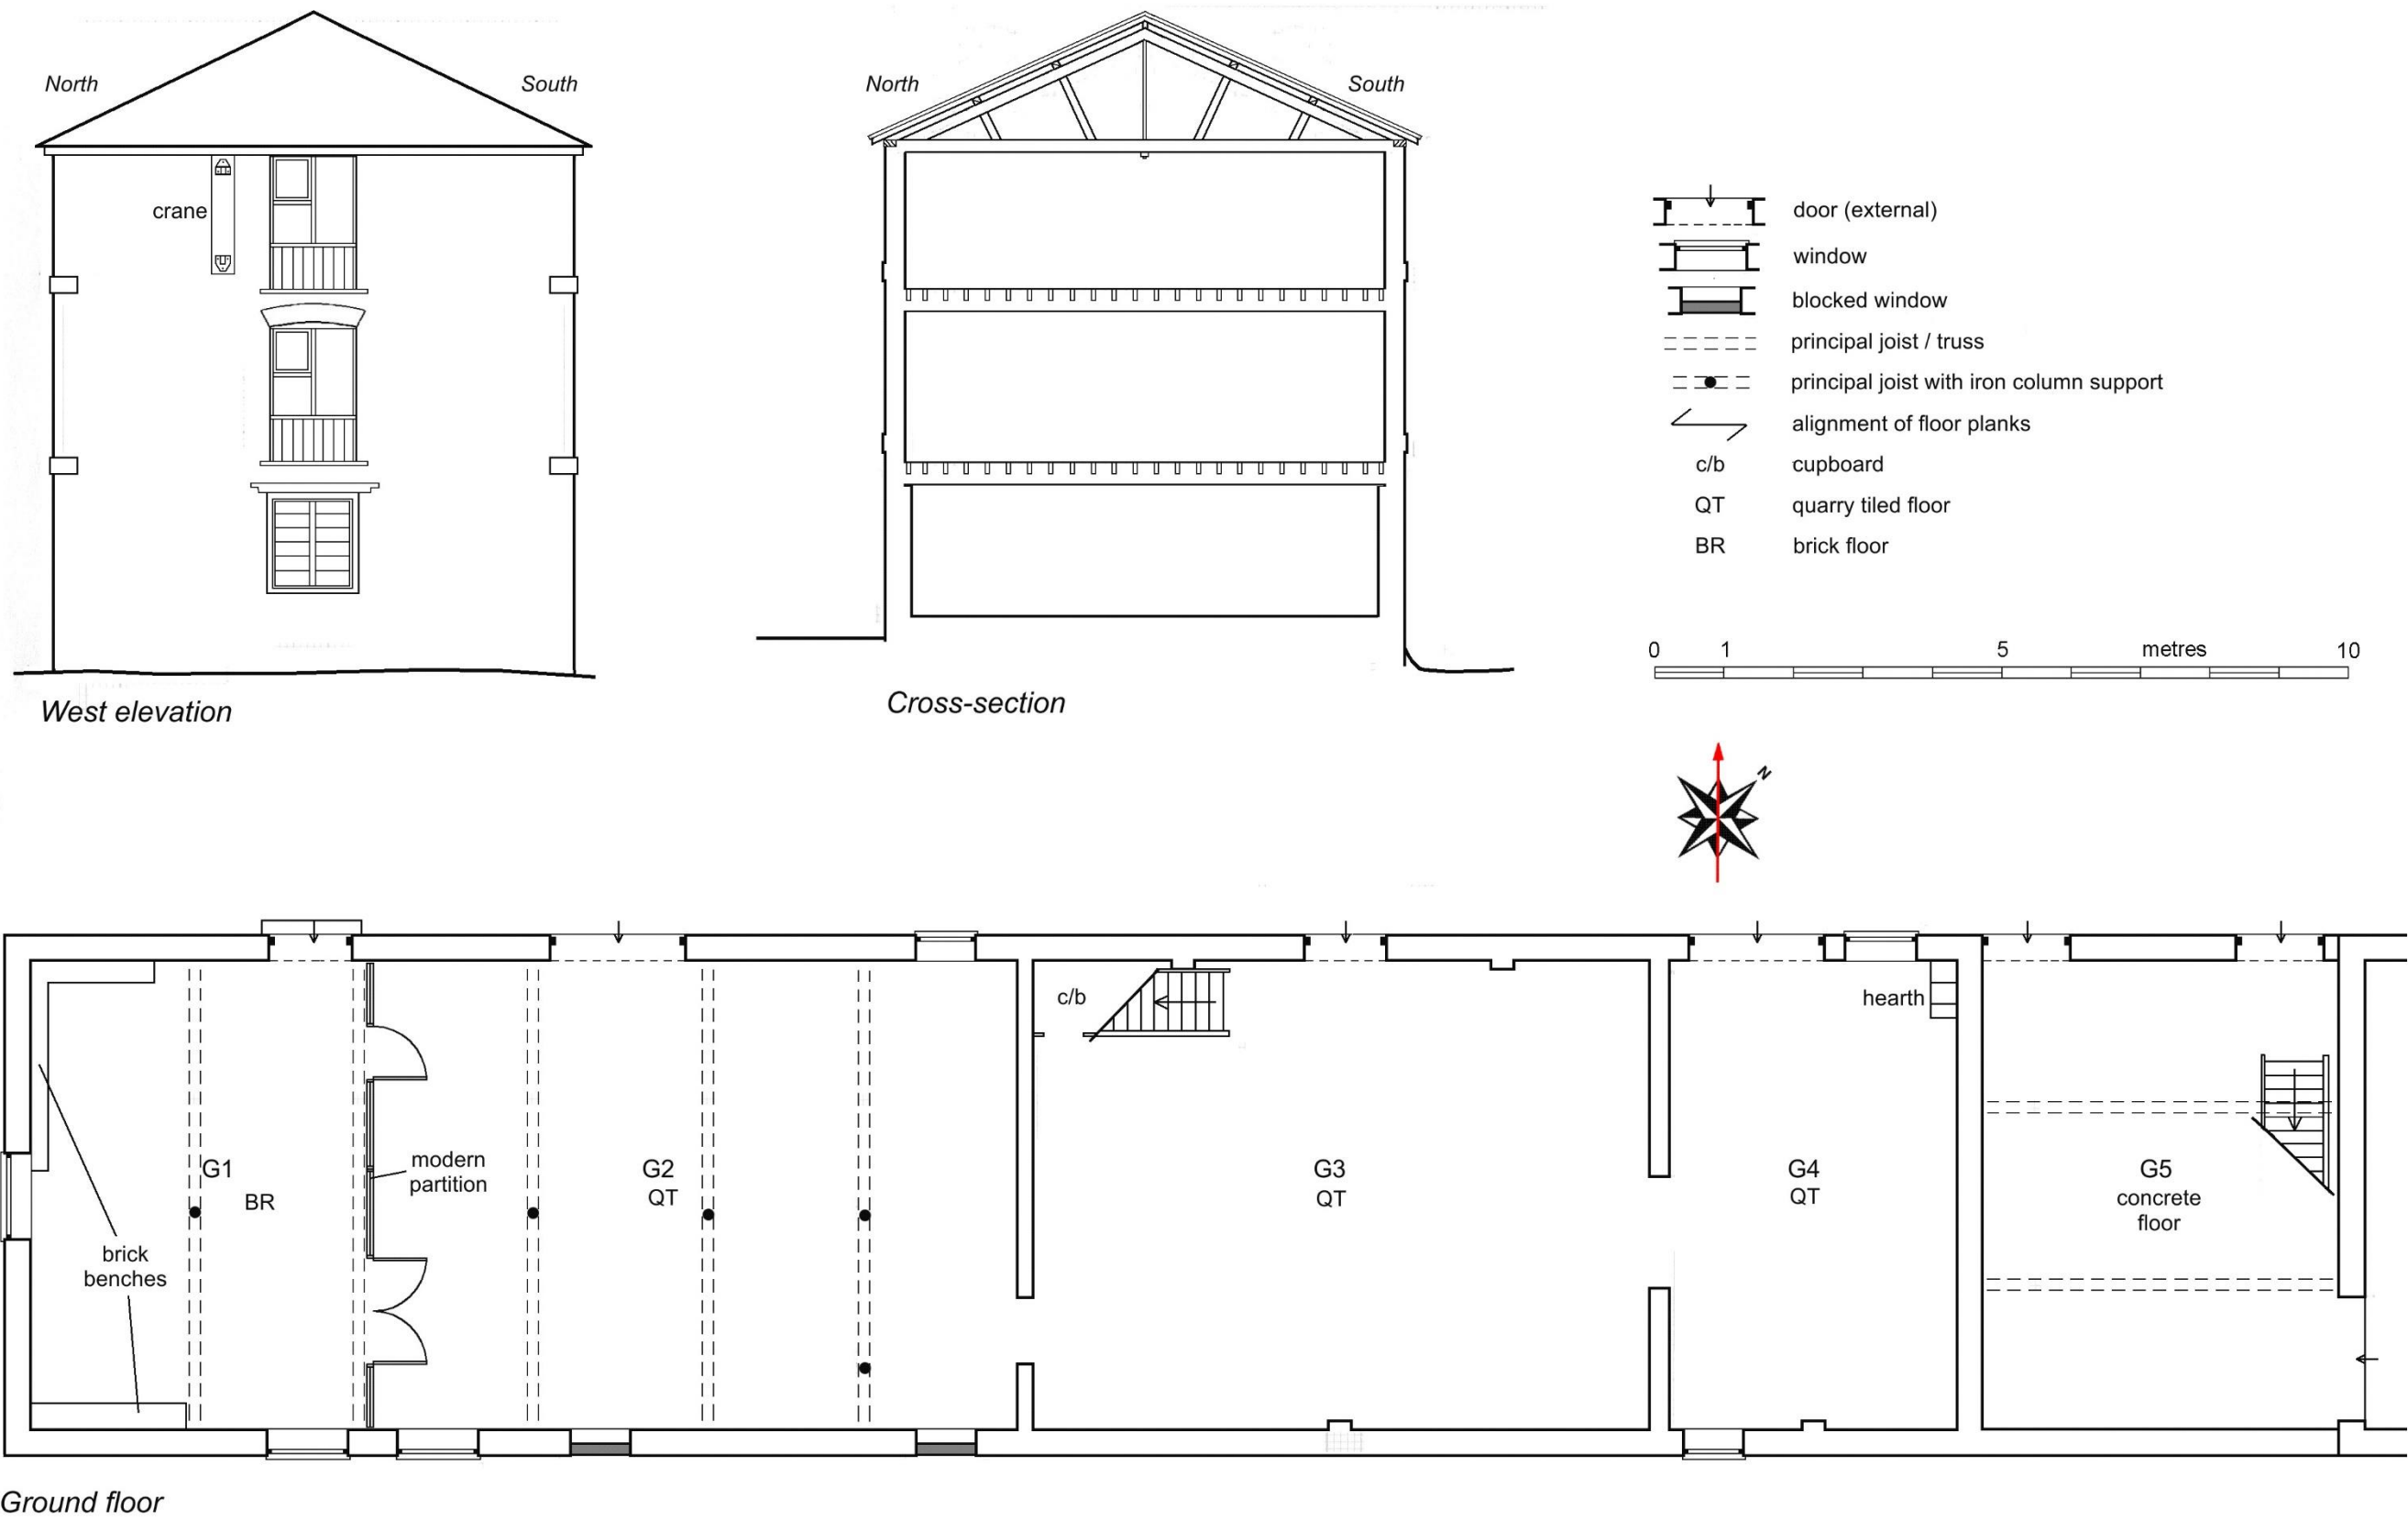 North
South
crane
West elevation
North
South
Cross-section
door (external)
window
blocked window
principal joist / truss
principal joist with iron column support
alignment of floor planks
c/b cupboard
QT quarry tiled floor
BR brick floor
0 1 5 metres 10
N
c/b
hearth
G1
BR
modern
partition
G2
QT
G3
QT
G4
QT
G5
concrete
floor
brick
benches
Ground floor